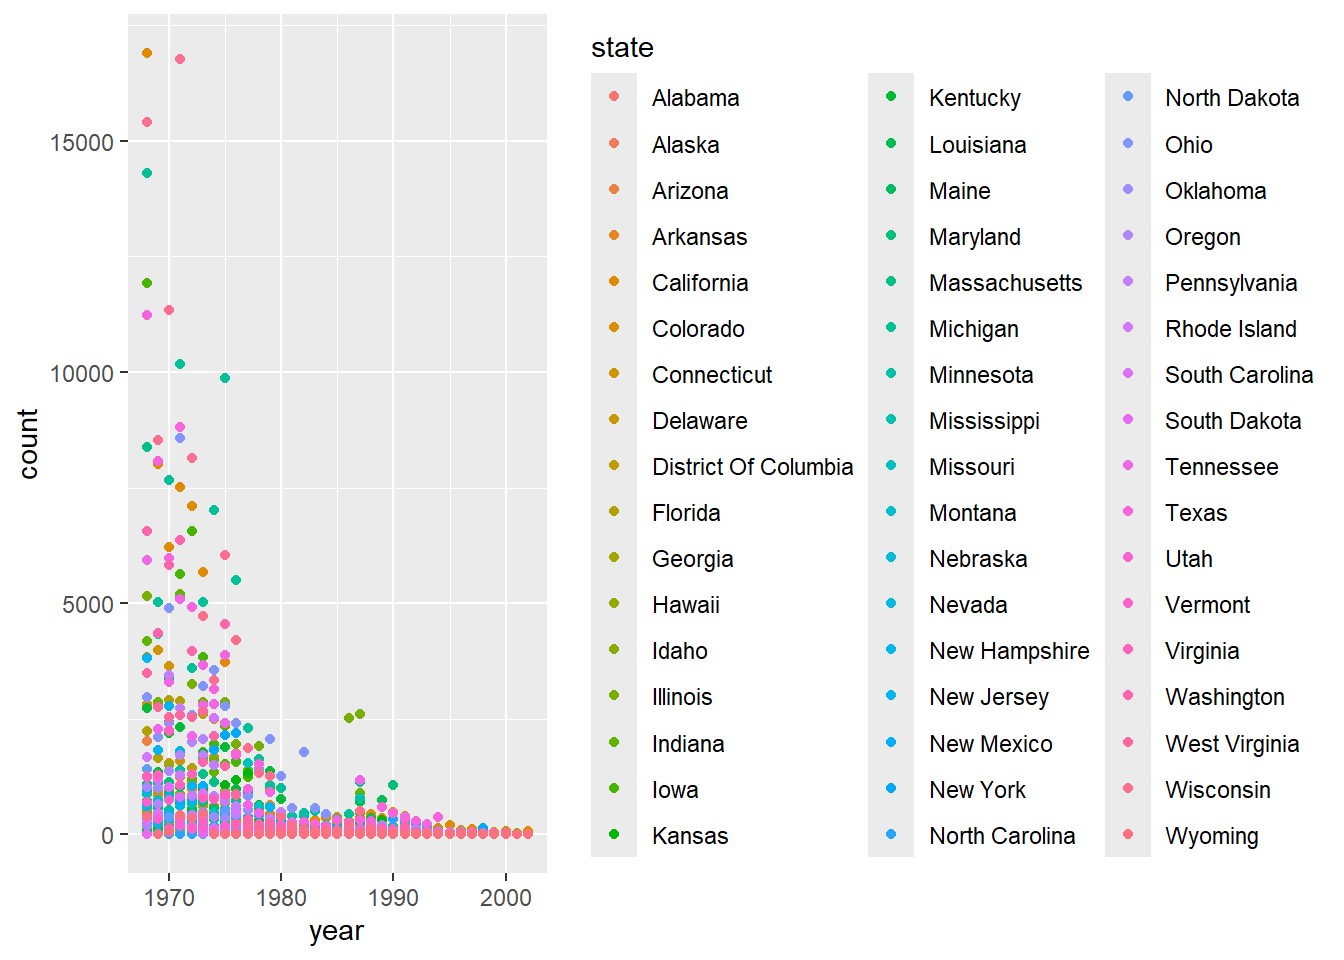 state
Alabama
Alaska
Arizona
Arkansas
California
Colorado
Connecticut
Delaware
District Of Columbia
Florida
Georgia
Hawaii
Idaho
Illinois
Indiana
Iowa
Kansas
Kentucky
Louisiana
Maine
Maryland
Massachusetts
Michigan
Minnesota
Mississippi
Missouri
Montana
Nebraska
Nevada
New Hampshire
New Jersey
New Mexico
New York
North Carolina
North Dakota
Ohio
Oklahoma
Oregon
Pennsylvania
Rhode Island
South Carolina
South Dakota
Tennessee
Texas
Utah
Vermont
Virginia
Washington
West Virginia
Wisconsin
Wyoming
count
15000
10000
5000
0
1970 1980 1990 2000
year